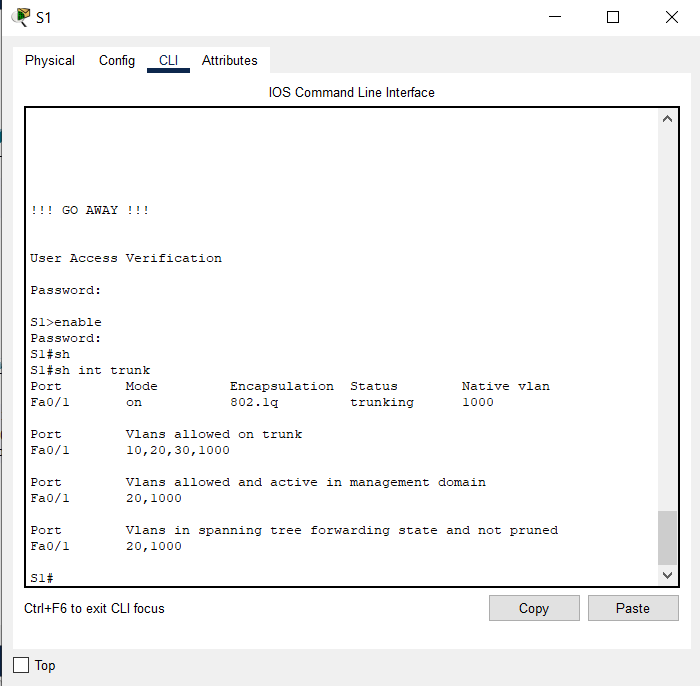 S1
Physical Config CLI Attributes
IOS Command Line Interface
!!! GO AWAY !!!
User Access Verification
Password:
S1>enable
Password:
S1#sh
S1#sh int trunk
Port Mode Encapsulation Status Native vlan
Fa0/1 on 802.1q trunking 1000
Port Vlans allowed on trunk
Fa0/1 10,20,30,1000
Port Vlans allowed and active in management domain
Fa0/1 20,1000
Port Vlans in spanning tree forwarding state and not pruned
Fa0/1 20,1000
S1#
Ctrl+F6 to exit CLI focus
Copy Paste
Top